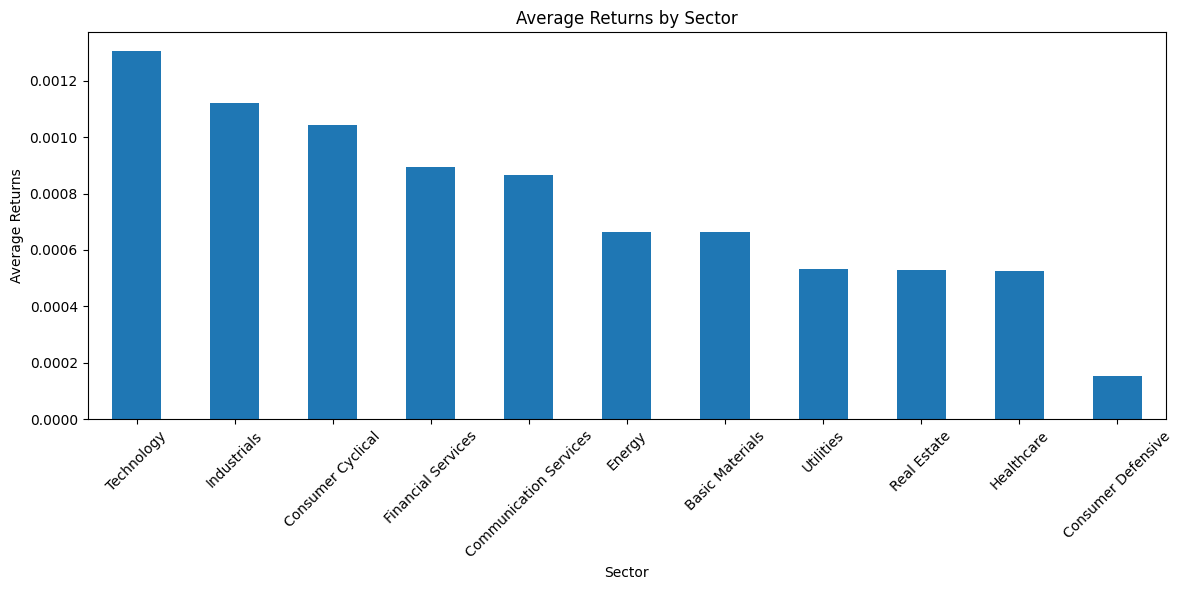 Average Returns by Sector
Average Returns
0.0012
0.0010
0.0008
0.0006
0.0004
0.0002
0.0000
Technology
Industrials
Consumer Cyclical
Financial Services
Communication Services
Energy
Basic Materials
Utilities
Real Estate
Healthcare
Consumer Defensive
Sector